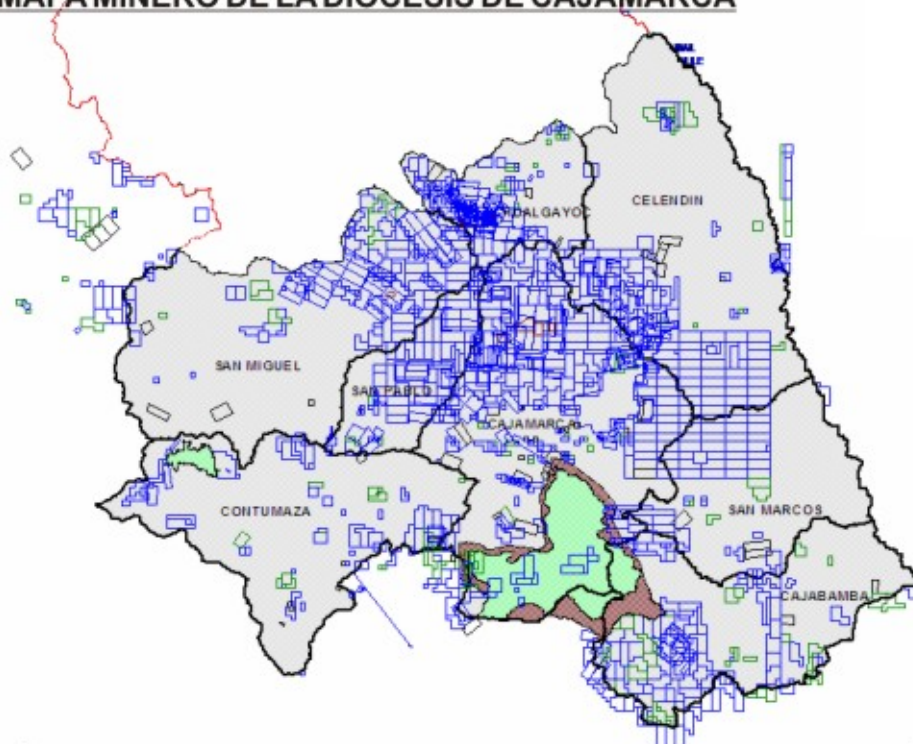 MAPA MINERO DE LA DIOCESIS DE CAJAMARCA
CELENDIN
SAN MIGUEL
SAN PABLO
CAJAMARCA
CONTUMAZA
SAN MARCOS
CAJABAMBA